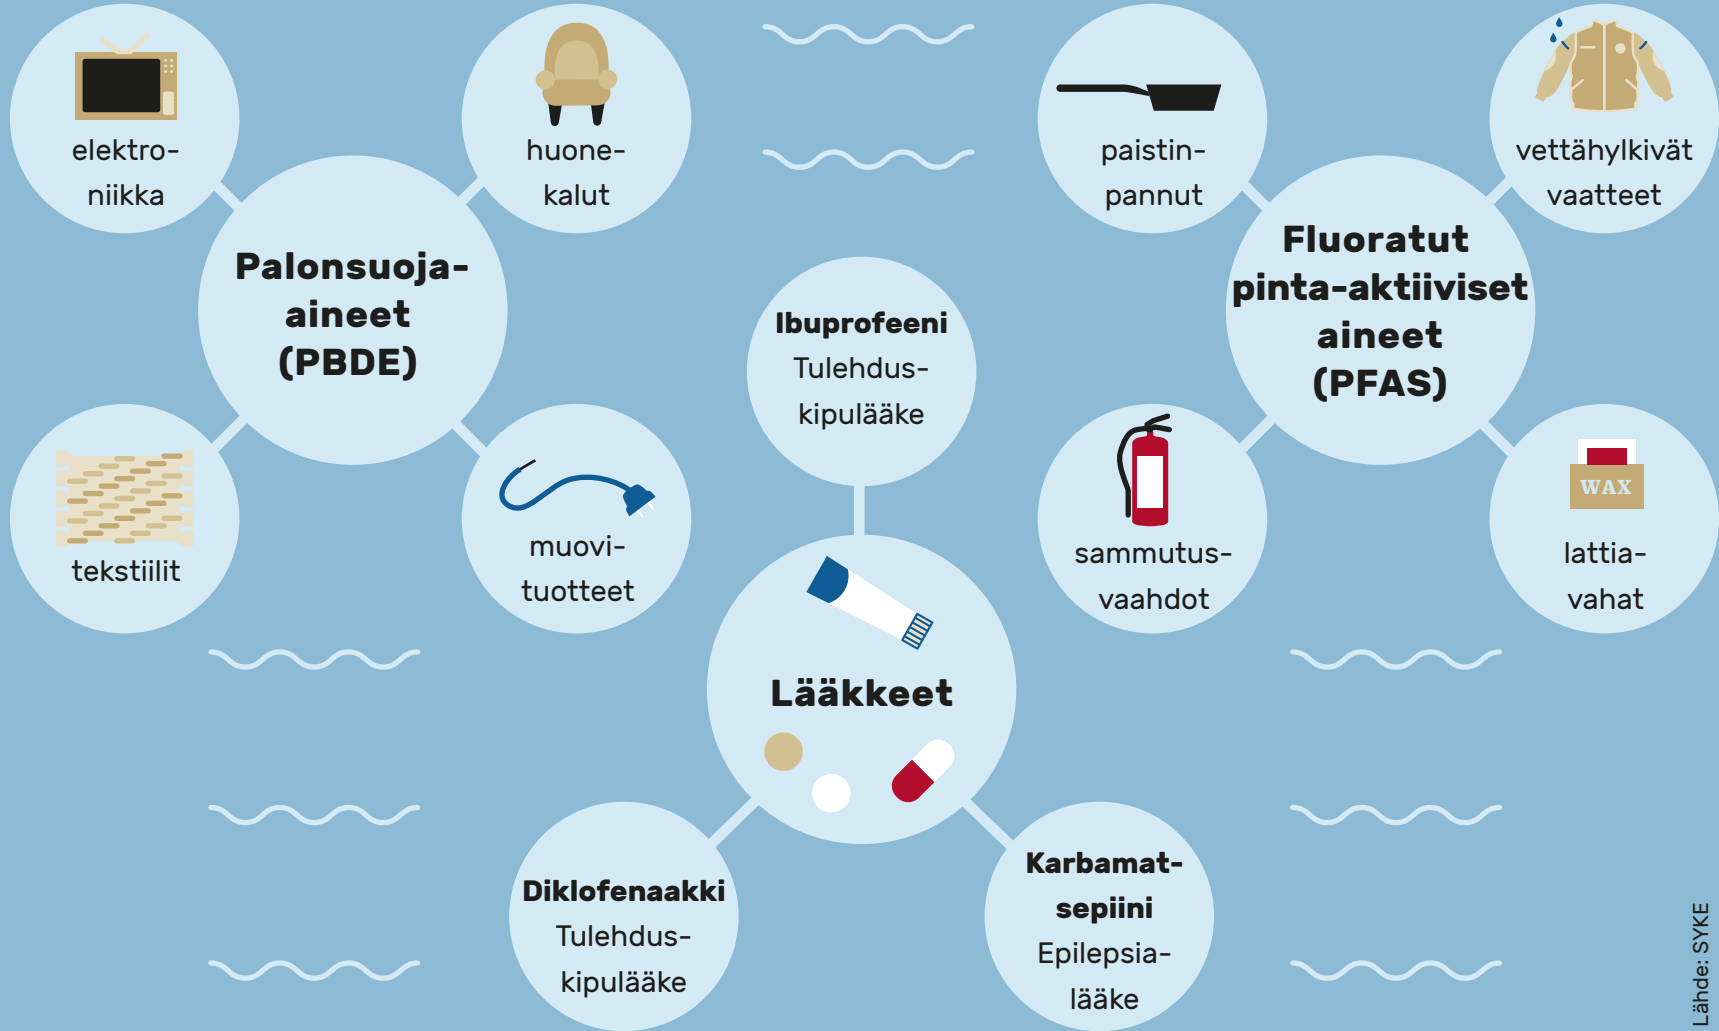 elektro-
niikka
huone-
kalut
Palonsuoja-
aineet
(PBDE)
tekstiilit
muovi-
tuotteet
paistin-
pannut
vettähylkivät
vaatteet
Fluoratut
pinta-aktiiviset
aineet
(PFAS)
sammutus-
vaahdot
WAX
lattia-
vahat
Ibuprofeeni
Tulehdus-
kipulääke
Lääkkeet
Diklofenaakki
Tulehdus-
kipulääke
Karbamat-
sepiini
Epilepsia-
lääke
Lähde: SYKE